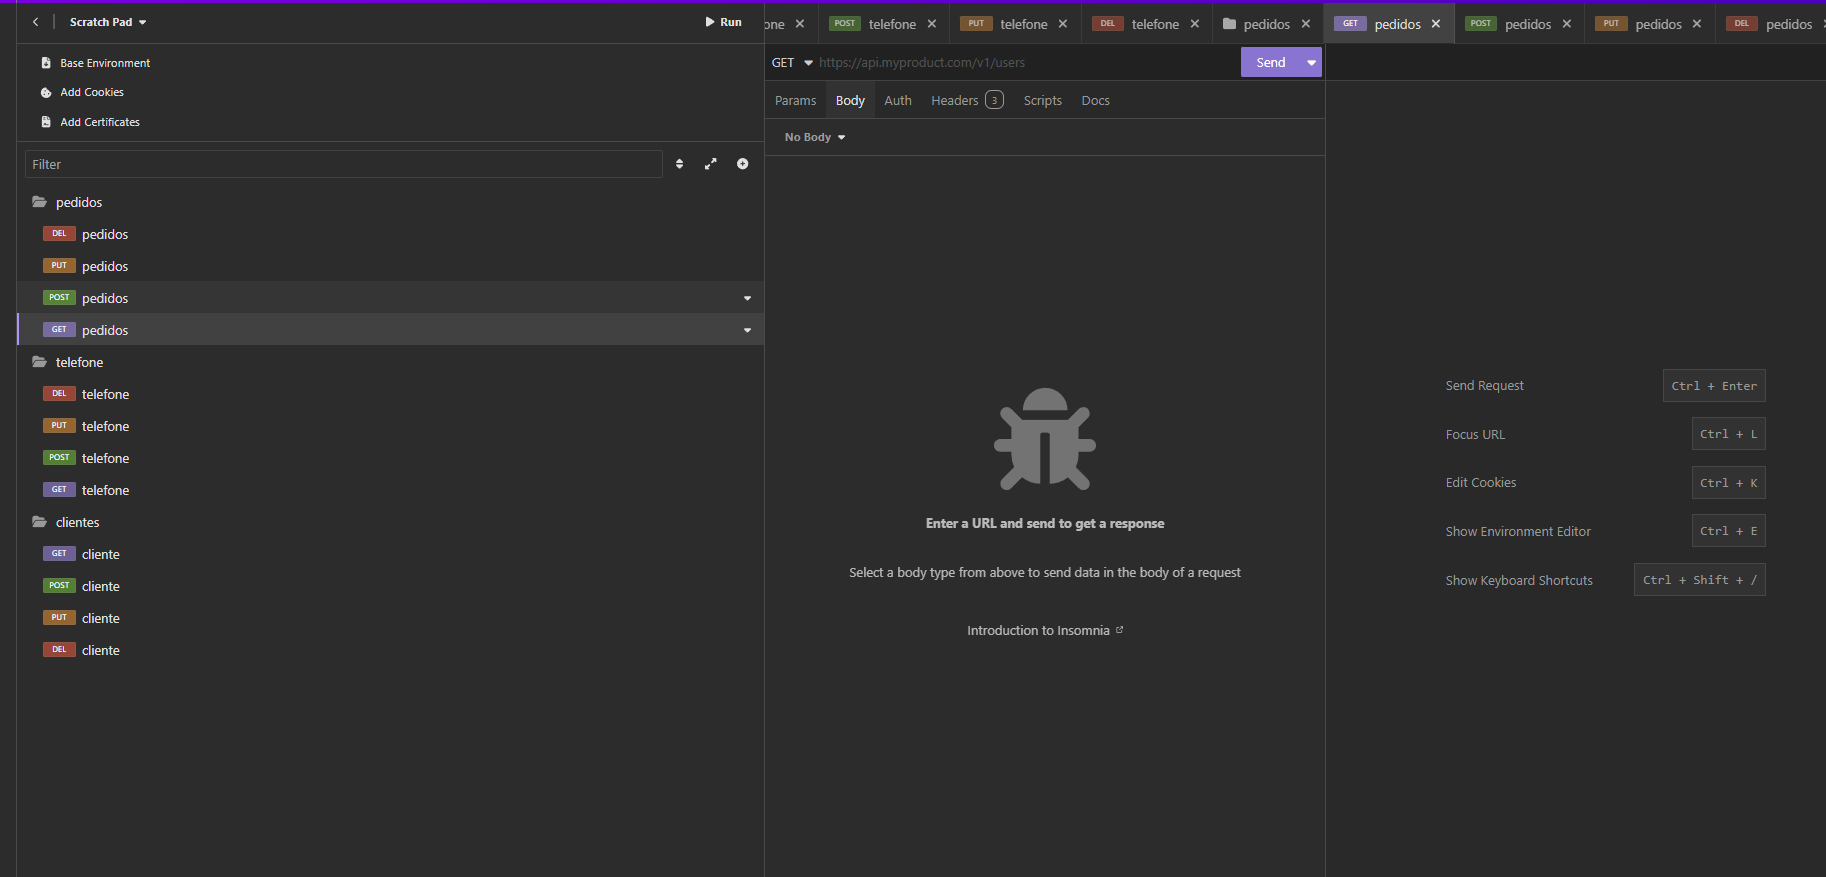 Scratch Pad
Run
Base Environment
Add Cookies
Add Certificates
Filter
pedidos
DEL pedidos
PUT pedidos
POST pedidos
GET pedidos
telefone
DEL telefone
PUT telefone
POST telefone
GET telefone
clientes
GET cliente
POST cliente
PUT cliente
DEL cliente
one POST telefone PUT telefone DEL telefone pedidos GET pedidos POST pedidos PUT pedidos DEL pedidos
GET https://api.myproduct.com/v1/users Send
Params Body Auth Headers 3 Scripts Docs
No Body
Enter a URL and send to get a response
Select a body type from above to send data in the body of a request
Introduction to Insomnia
Send Request Ctrl + Enter
Focus URL Ctrl + L
Edit Cookies Ctrl + K
Show Environment Editor Ctrl + E
Show Keyboard Shortcuts Ctrl + Shift + /